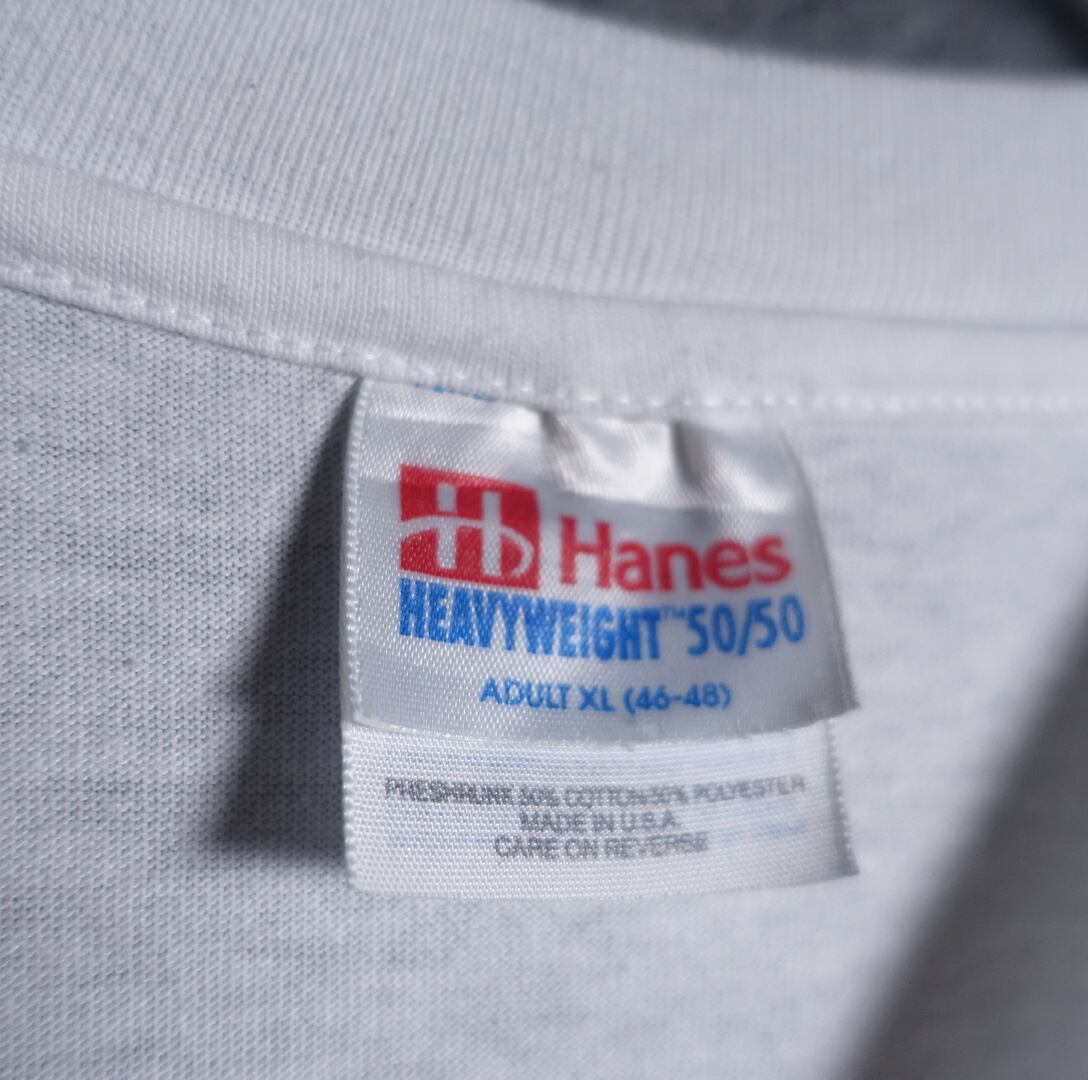 Hanes
HEAVYWEIGHT™ 50/50
ADULT XL (46-48)
PRESHRUNK 50% COTTON/50% POLYESTER
MADE IN U.S.A.
CARE ON REVERSE